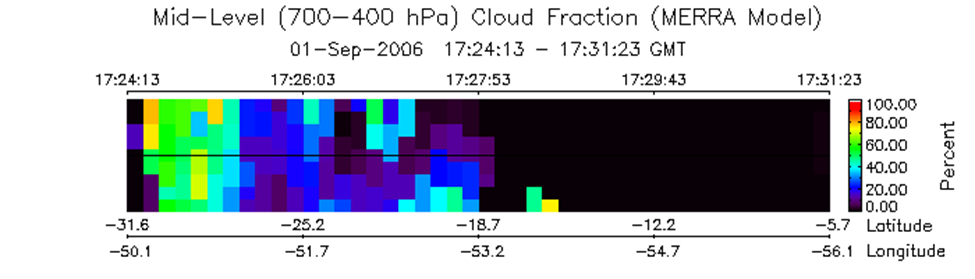 Mid-Level (700-400 hPa) Cloud Fraction (MERRA Model)
01-Sep-2006 17:24:13 - 17:31:23 GMT
17:24:13 17:26:03 17:27:53 17:29:43 17:31:23
100.00
80.00
60.00
40.00
20.00
0.00
Percent
-31.6 -25.2 -18.7 -12.2 -5.7 Latitude
-50.1 -51.7 -53.2 -54.7 -56.1 Longitude